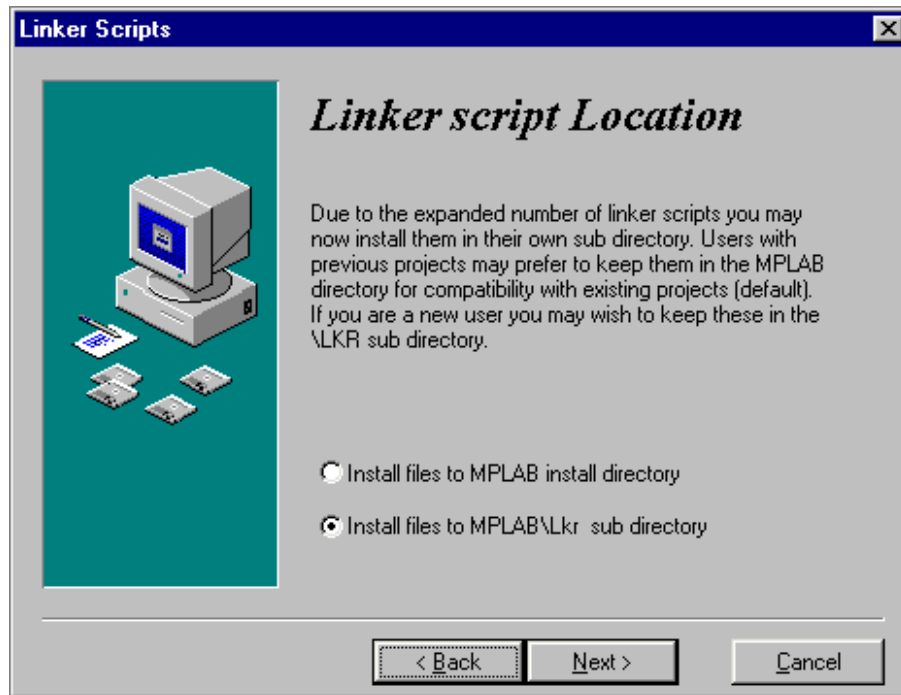 Linker Scripts
Linker script Location
Due to the expanded number of linker scripts you may
now install them in their own sub directory. Users with
previous projects may prefer to keep them in the MPLAB
directory for compatibility with existing projects (default).
If you are a new user you may wish to keep these in the
\LKR sub directory.
Install files to MPLAB install directory
Install files to MPLAB\Lkr  sub directory
< Back
Next >
Cancel